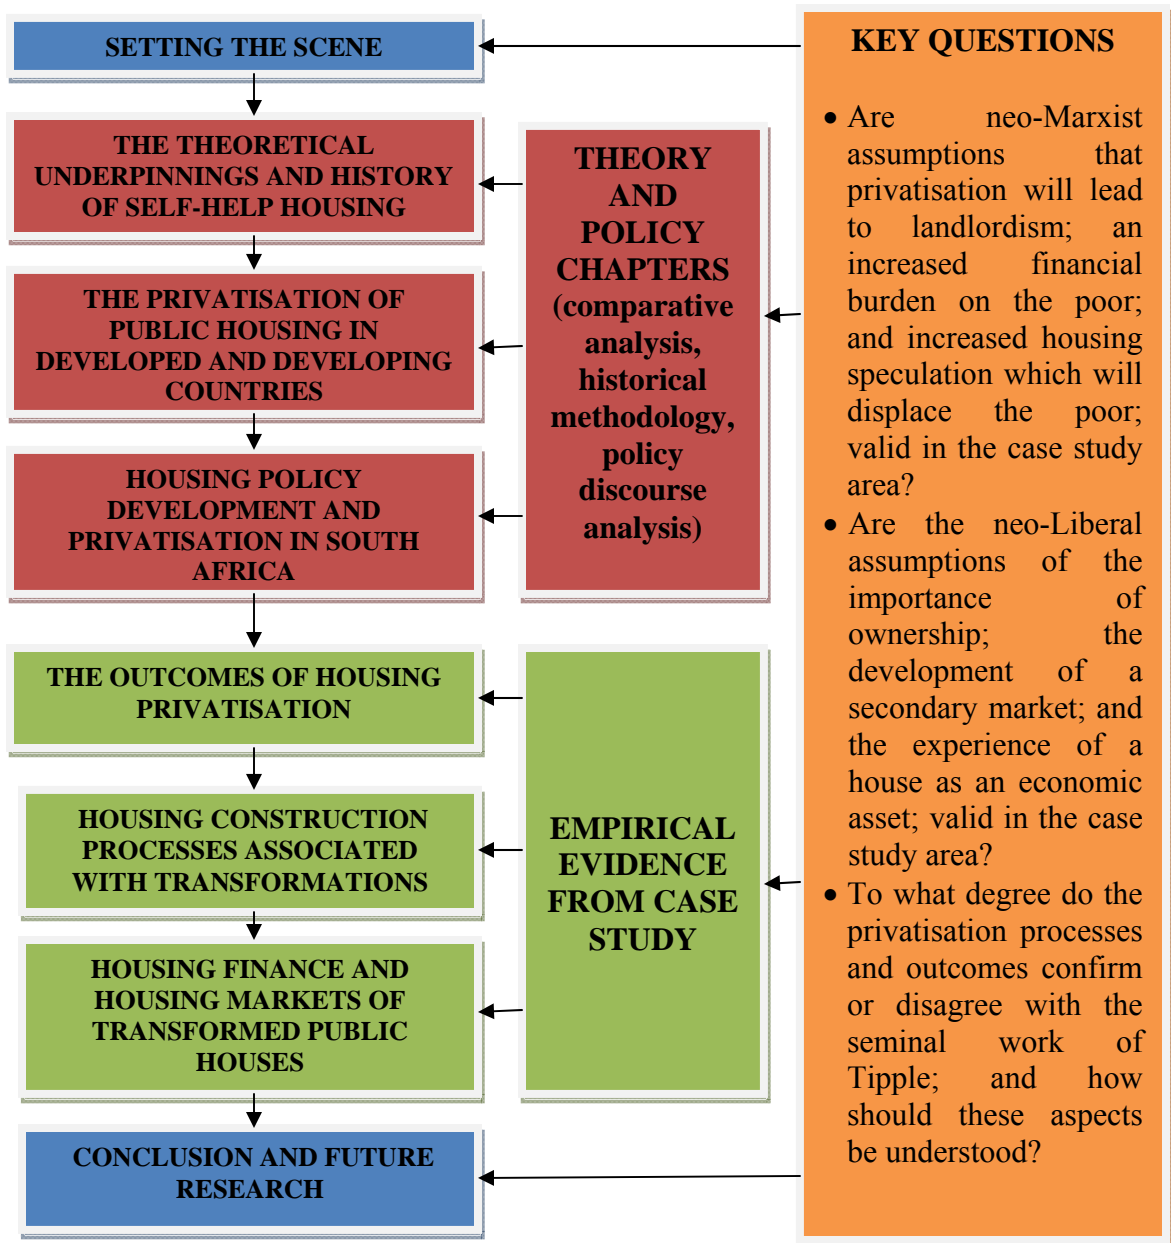 SETTING THE SCENE
THE THEORETICAL
UNDERPINNINGS AND HISTORY
OF SELF-HELP HOUSING
THE PRIVATISATION OF
PUBLIC HOUSING IN
DEVELOPED AND DEVELOPING
COUNTRIES
HOUSING POLICY
DEVELOPMENT AND
PRIVATISATION IN SOUTH
AFRICA
THE OUTCOMES OF HOUSING
PRIVATISATION
HOUSING CONSTRUCTION
PROCESSES ASSOCIATED
WITH TRANSFORMATIONS
HOUSING FINANCE AND
HOUSING MARKETS OF
TRANSFORMED PUBLIC
HOUSES
CONCLUSION AND FUTURE
RESEARCH
THEORY
AND
POLICY
CHAPTERS
(comparative
analysis,
historical
methodology,
policy
discourse
analysis)
EMPIRICAL
EVIDENCE
FROM CASE
STUDY
KEY QUESTIONS
• Are neo-Marxist
assumptions that
privatisation will lead
to landlordism; an
increased financial
burden on the poor;
and increased housing
speculation which will
displace the poor;
valid in the case study
area?
• Are the neo-Liberal
assumptions of the
importance of
ownership; the
development of a
secondary market; and
the experience of a
house as an economic
asset; valid in the case
study area?
• To what degree do the
privatisation processes
and outcomes confirm
or disagree with the
seminal work of
Tipple; and how
should these aspects
be understood?